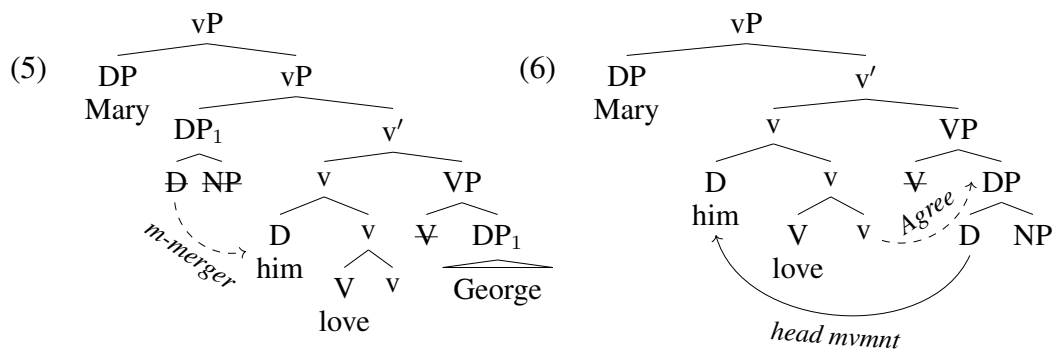 (5)
vP
DP
Mary
vP
DP₁
v′
D NP
v
VP
m-merger
D
him
v
V
DP₁
V
love
v
George
(6)
vP
DP
Mary
v′
v
VP
D
him
v
V
DP
Agree
V
love
v
D
NP
head mvmnt